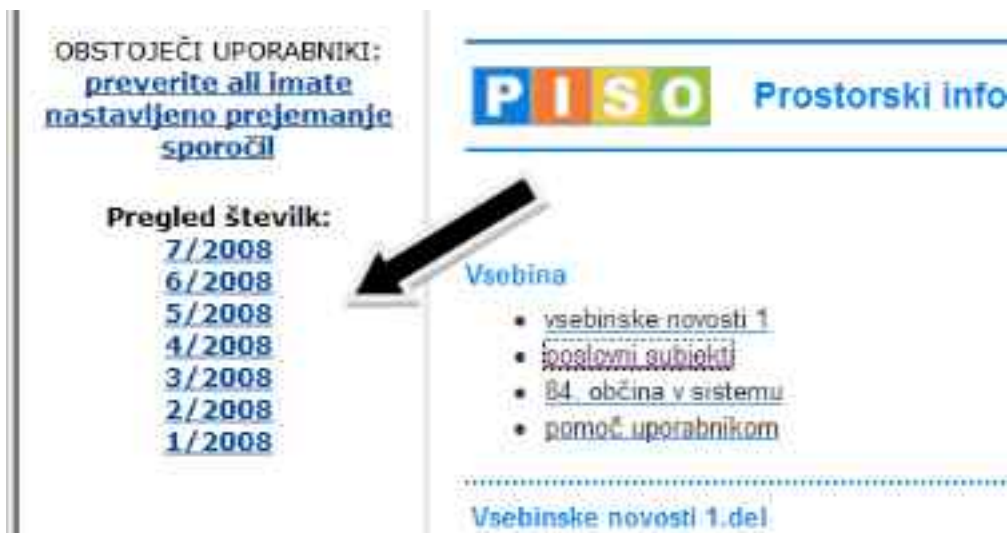 OBSTOJEČI UPORABNIKI:
preverite ali imate
nastavljeno prejemanje
sporočil
Pregled številk:
7/2008
6/2008
5/2008
4/2008
3/2008
2/2008
1/2008
PISO Prostorski info
Vsebina
vsebinske novosti 1
poslovni subjekti
84. občina v sistemu
pomoč uporabnikom
Vsebinske novosti 1.del